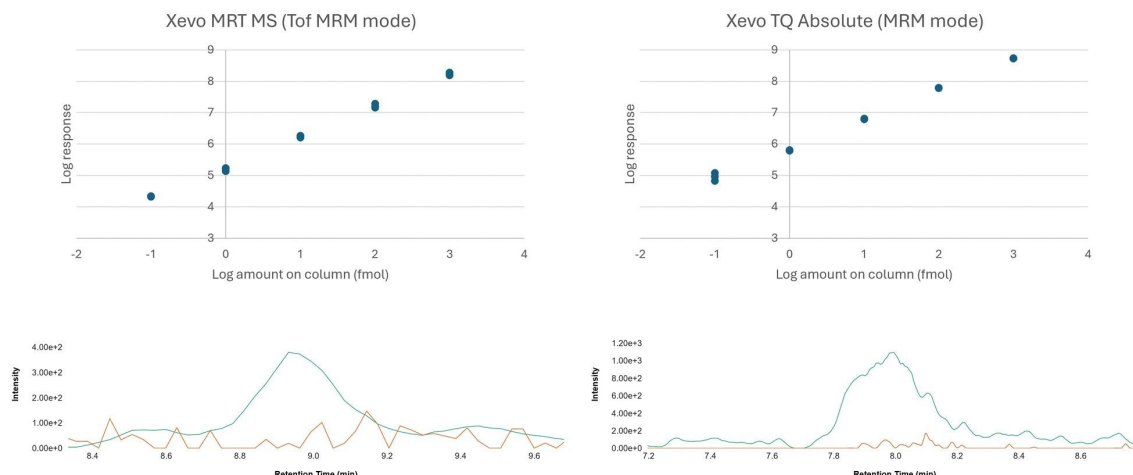 Xevo MRT MS (Tof MRM mode)
9
8
7
6
5
4
3
Log response
-2 -1 0 1 2 3 4
Log amount on column (fmol)
Xevo TQ Absolute (MRM mode)
9
8
7
6
5
4
3
Log response
-2 -1 0 1 2 3 4
Log amount on column (fmol)
4.00e+2
3.00e+2
2.00e+2
1.00e+2
0.00e+0
Intensity
8.4 8.6 8.8 9.0 9.2 9.4 9.6
Retention Time (min)
1.20e+3
1.00e+3
8.00e+2
6.00e+2
4.00e+2
2.00e+2
0.00e+0
Intensity
7.2 7.4 7.6 7.8 8.0 8.2 8.4 8.6
Retention Time (min)